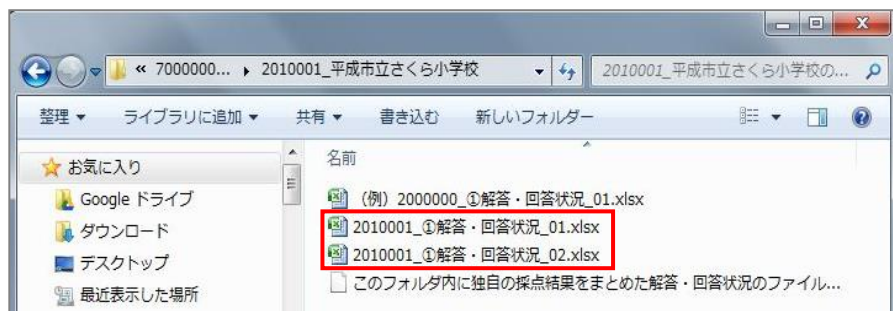 « 7000000... ▸ 2010001_平成市立さくら小学校
2010001_平成市立さくら小学校の...
整理 ▼ ライブラリに追加 ▼ 共有 ▼ 書き込む 新しいフォルダー
お気に入り
Google ドライブ
ダウンロード
デスクトップ
最近表示した場所
名前
（例）2000000_①解答・回答状況_01.xlsx
2010001_①解答・回答状況_01.xlsx
2010001_①解答・回答状況_02.xlsx
このフォルダ内に独自の採点結果をまとめた解答・回答状況のファイル...